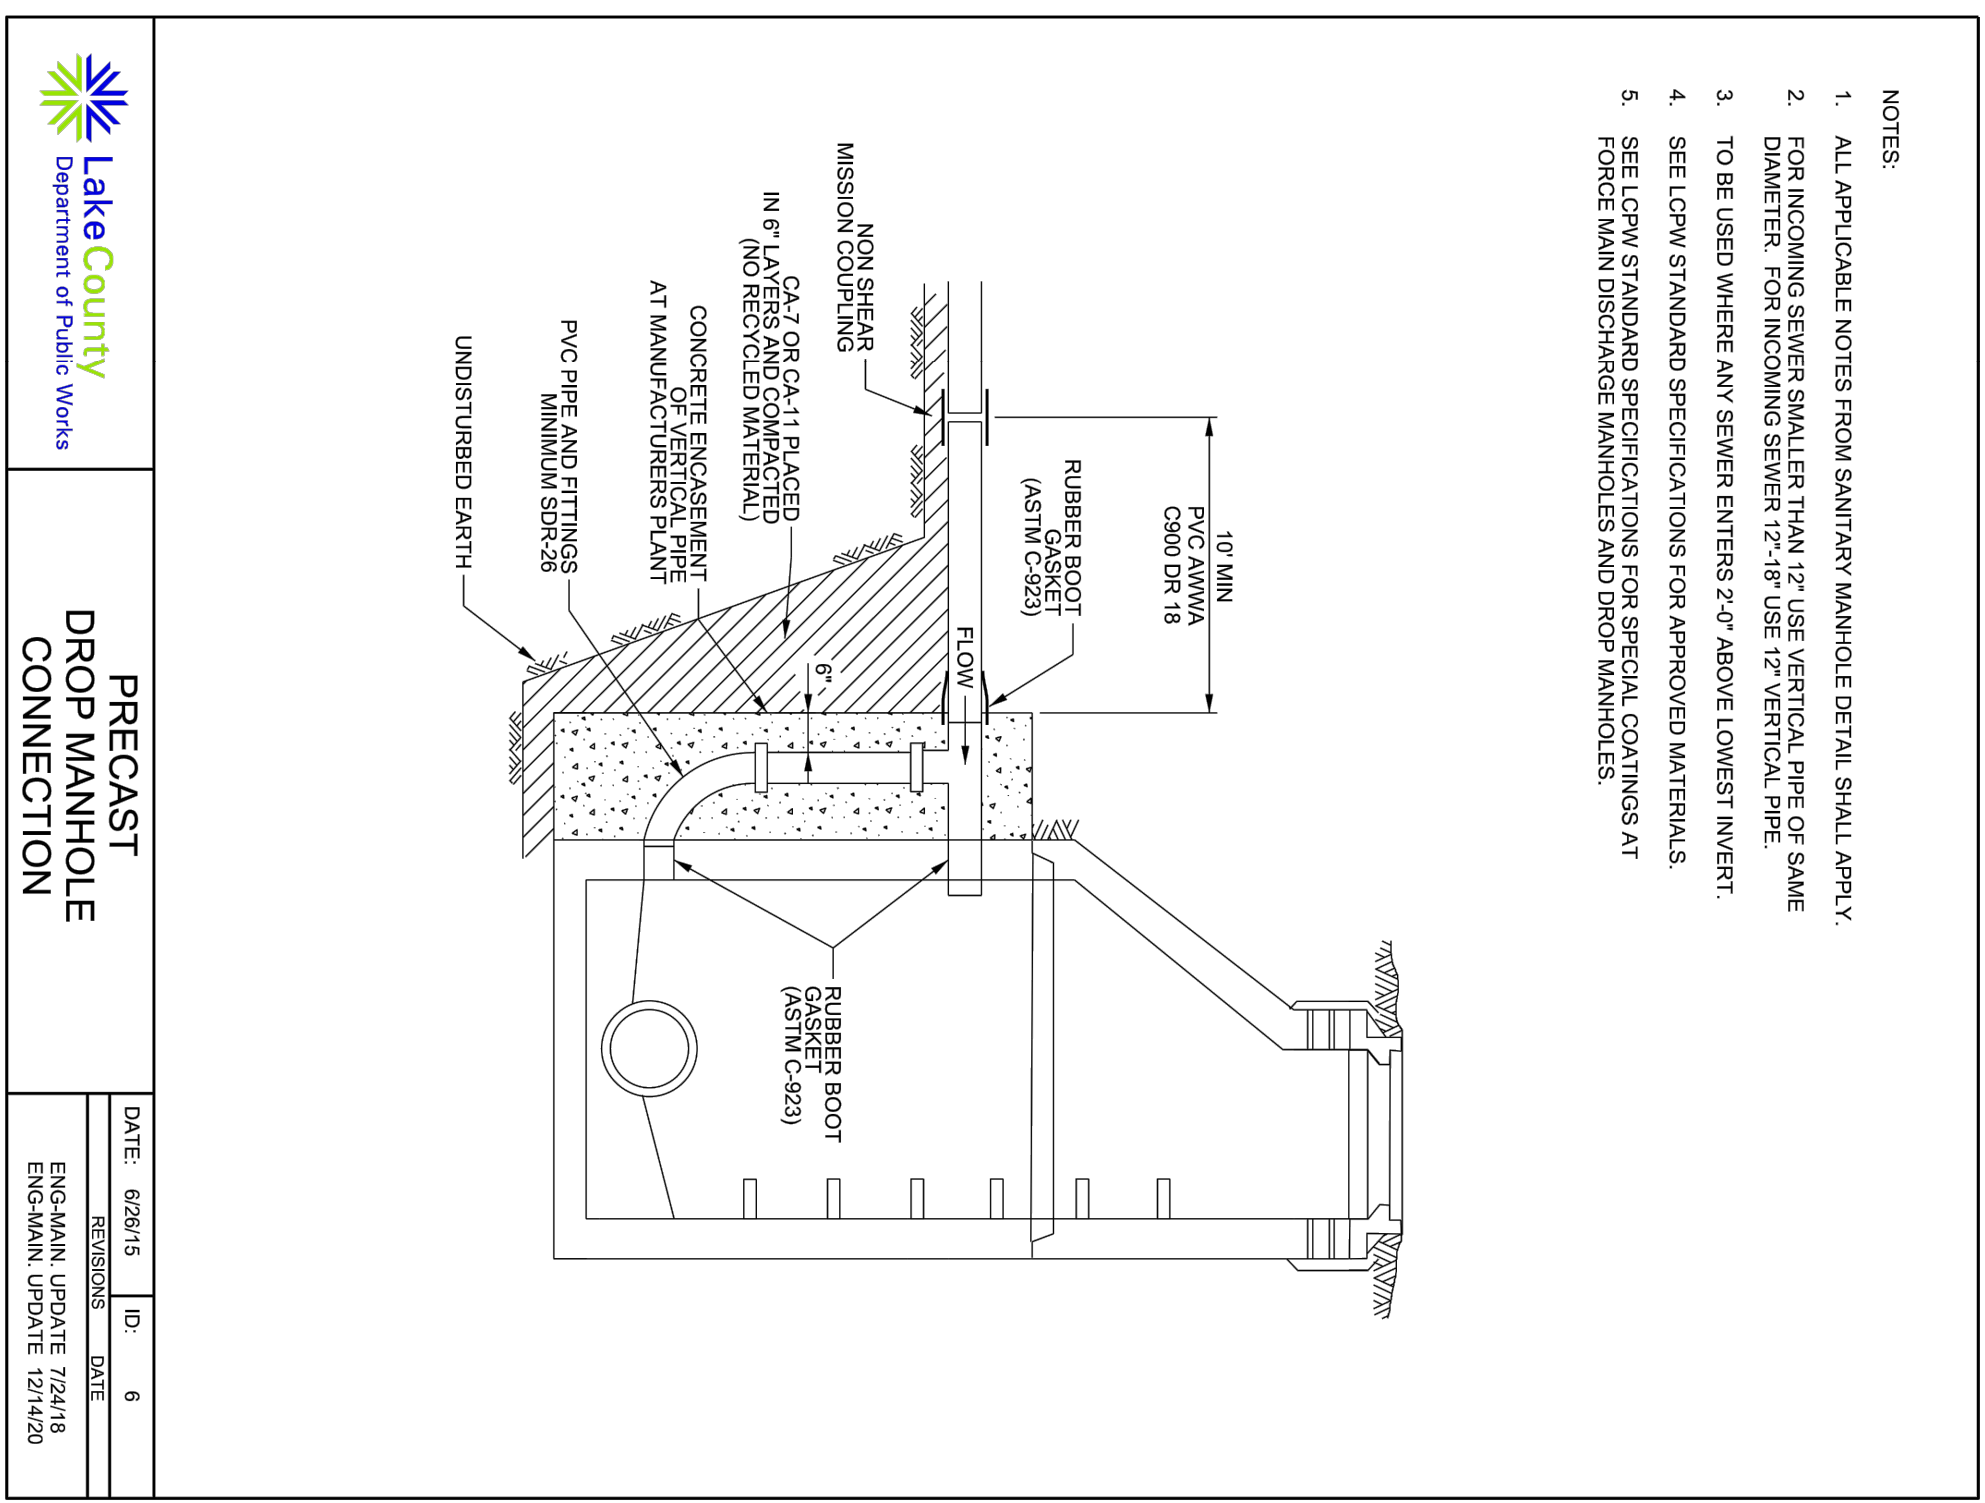 NOTES:
1. ALL APPLICABLE NOTES FROM SANITARY MANHOLE DETAIL SHALL APPLY.
2. FOR INCOMING SEWER SMALLER THAN 12" USE VERTICAL PIPE OF SAME
DIAMETER. FOR INCOMING SEWER 12"-18" USE 12" VERTICAL PIPE.
3. TO BE USED WHERE ANY SEWER ENTERS 2'-0" ABOVE LOWEST INVERT.
4. SEE LCPW STANDARD SPECIFICATIONS FOR APPROVED MATERIALS.
5. SEE LCPW STANDARD SPECIFICATIONS FOR SPECIAL COATINGS AT
FORCE MAIN DISCHARGE MANHOLES AND DROP MANHOLES.
10' MIN
PVC AWWA
C900 DR 18
RUBBER BOOT
GASKET
(ASTM C-923)
FLOW
NON SHEAR
MISSION COUPLING
6"
CA-7 OR CA-11 PLACED
IN 6" LAYERS AND COMPACTED
(NO RECYCLED MATERIAL)
CONCRETE ENCASEMENT
OF VERTICAL PIPE
AT MANUFACTURERS PLANT
PVC PIPE AND FITTTINGS
MINIMUM SDR-26
UNDISTURBED EARTH
RUBBER BOOT
GASKET
(ASTM C-923)
LakeCounty
Department of Public Works
PRECAST
DROP MANHOLE
CONNECTION
DATE: 6/26/15 ID: 6
REVISIONS DATE
ENG-MAIN. UPDATE 7/24/18
ENG-MAIN. UPDATE 12/14/20